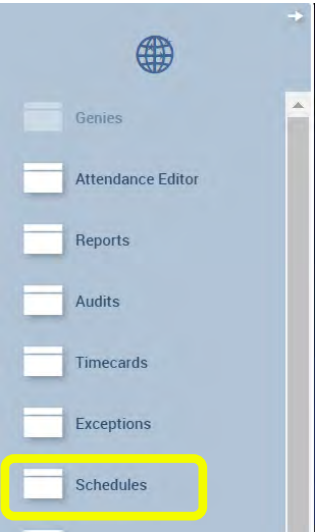 Genies
Attendance Editor
Reports
Audits
Timecards
Exceptions
Schedules